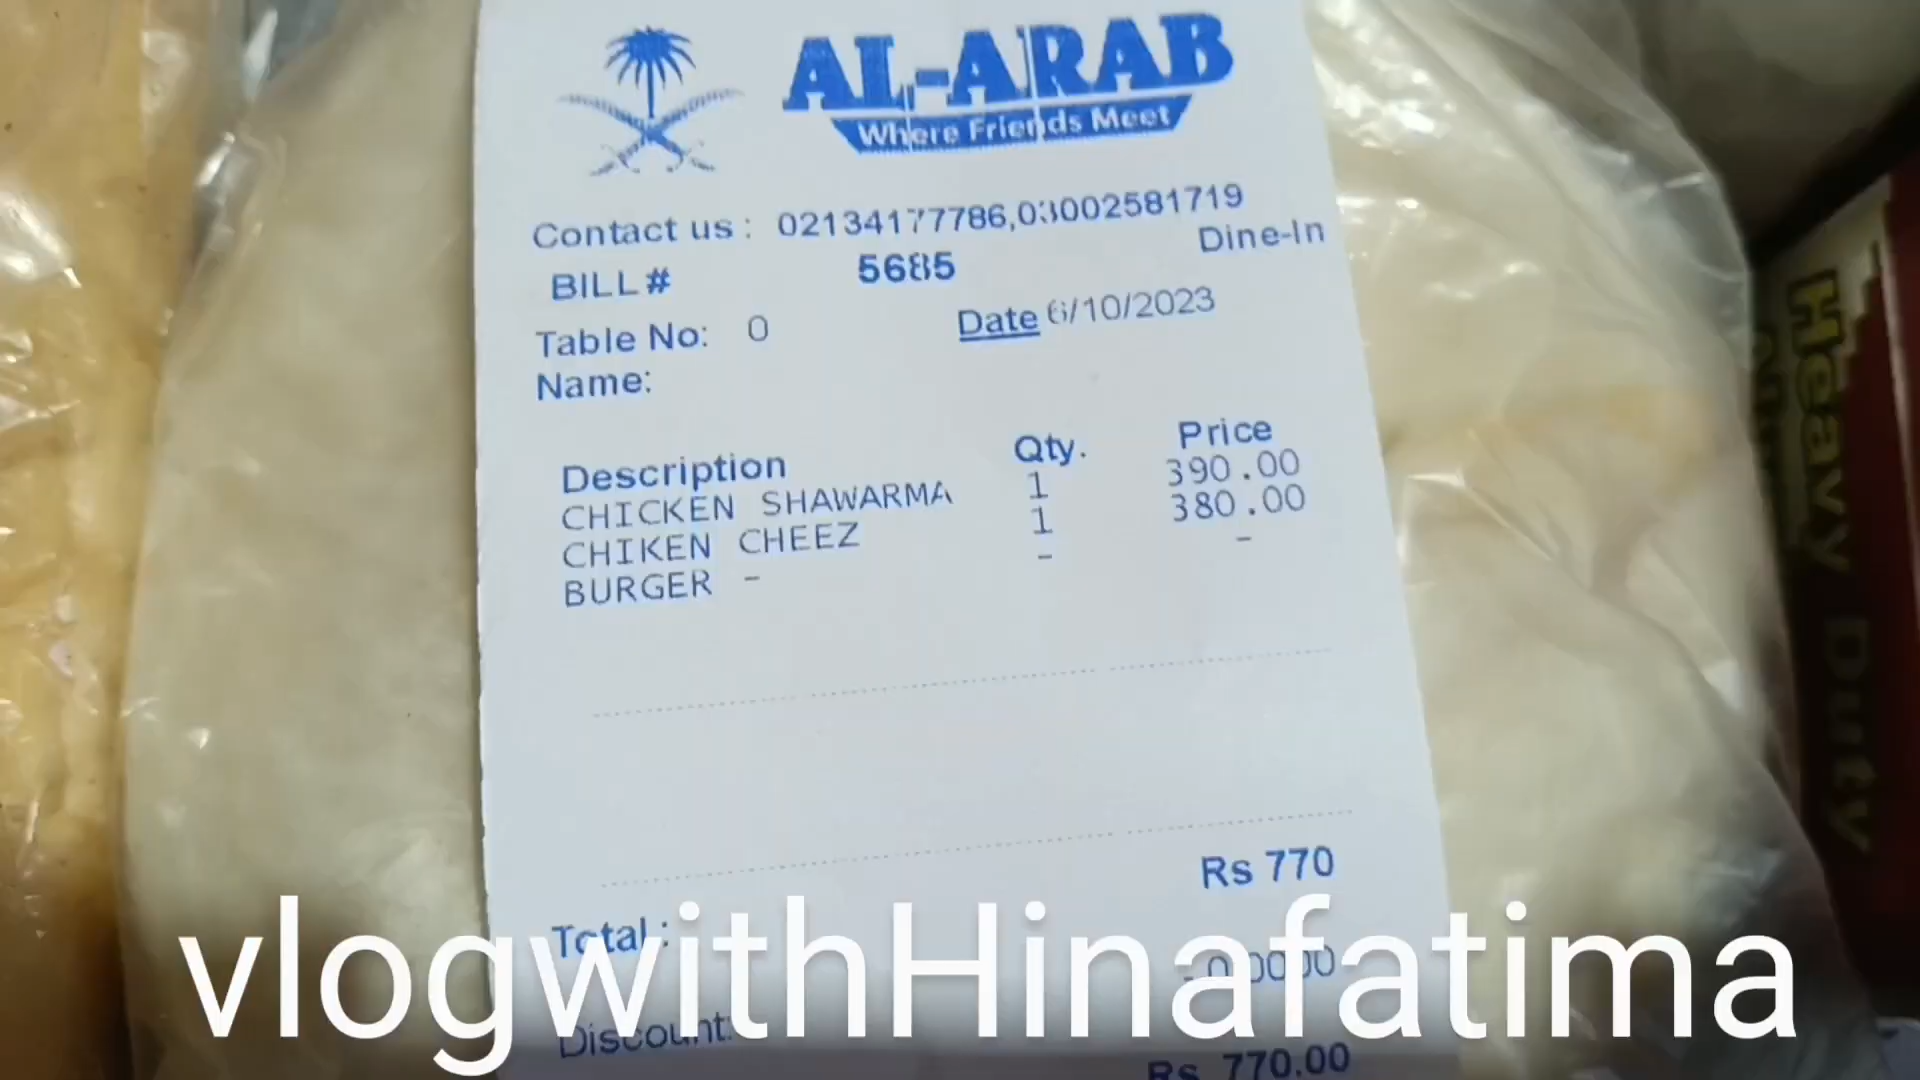 AL-ARAB
Where Friends Meet
Contact us : 02134177786,03002581719
Dine-In
BILL# 5685
Table No: 0 Date 6/10/2023
Name:
Description Qty. Price
CHICKEN SHAWARMA 1 390.00
CHIKEN CHEEZ 1 380.00
BURGER - - -
Rs 770
Total :
Discount:
Rs 770.00
vlogwithHinafatima
Heavy Duty